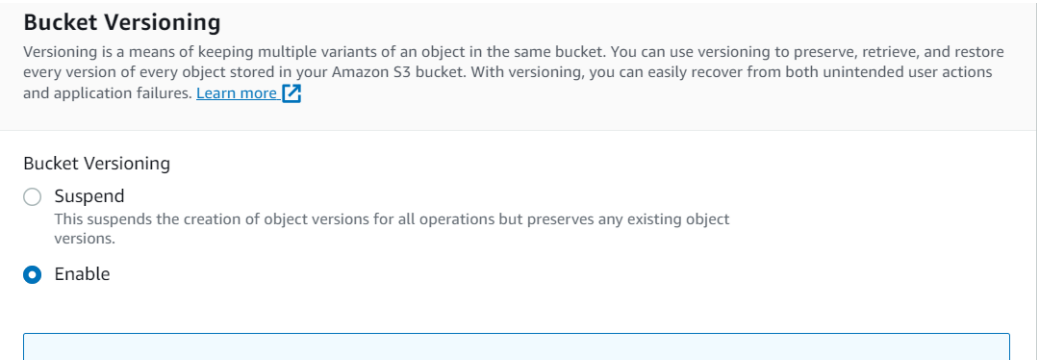 Bucket Versioning
Versioning is a means of keeping multiple variants of an object in the same bucket. You can use versioning to preserve, retrieve, and restore
every version of every object stored in your Amazon S3 bucket. With versioning, you can easily recover from both unintended user actions
and application failures. Learn more
Bucket Versioning
Suspend
This suspends the creation of object versions for all operations but preserves any existing object
versions.
Enable